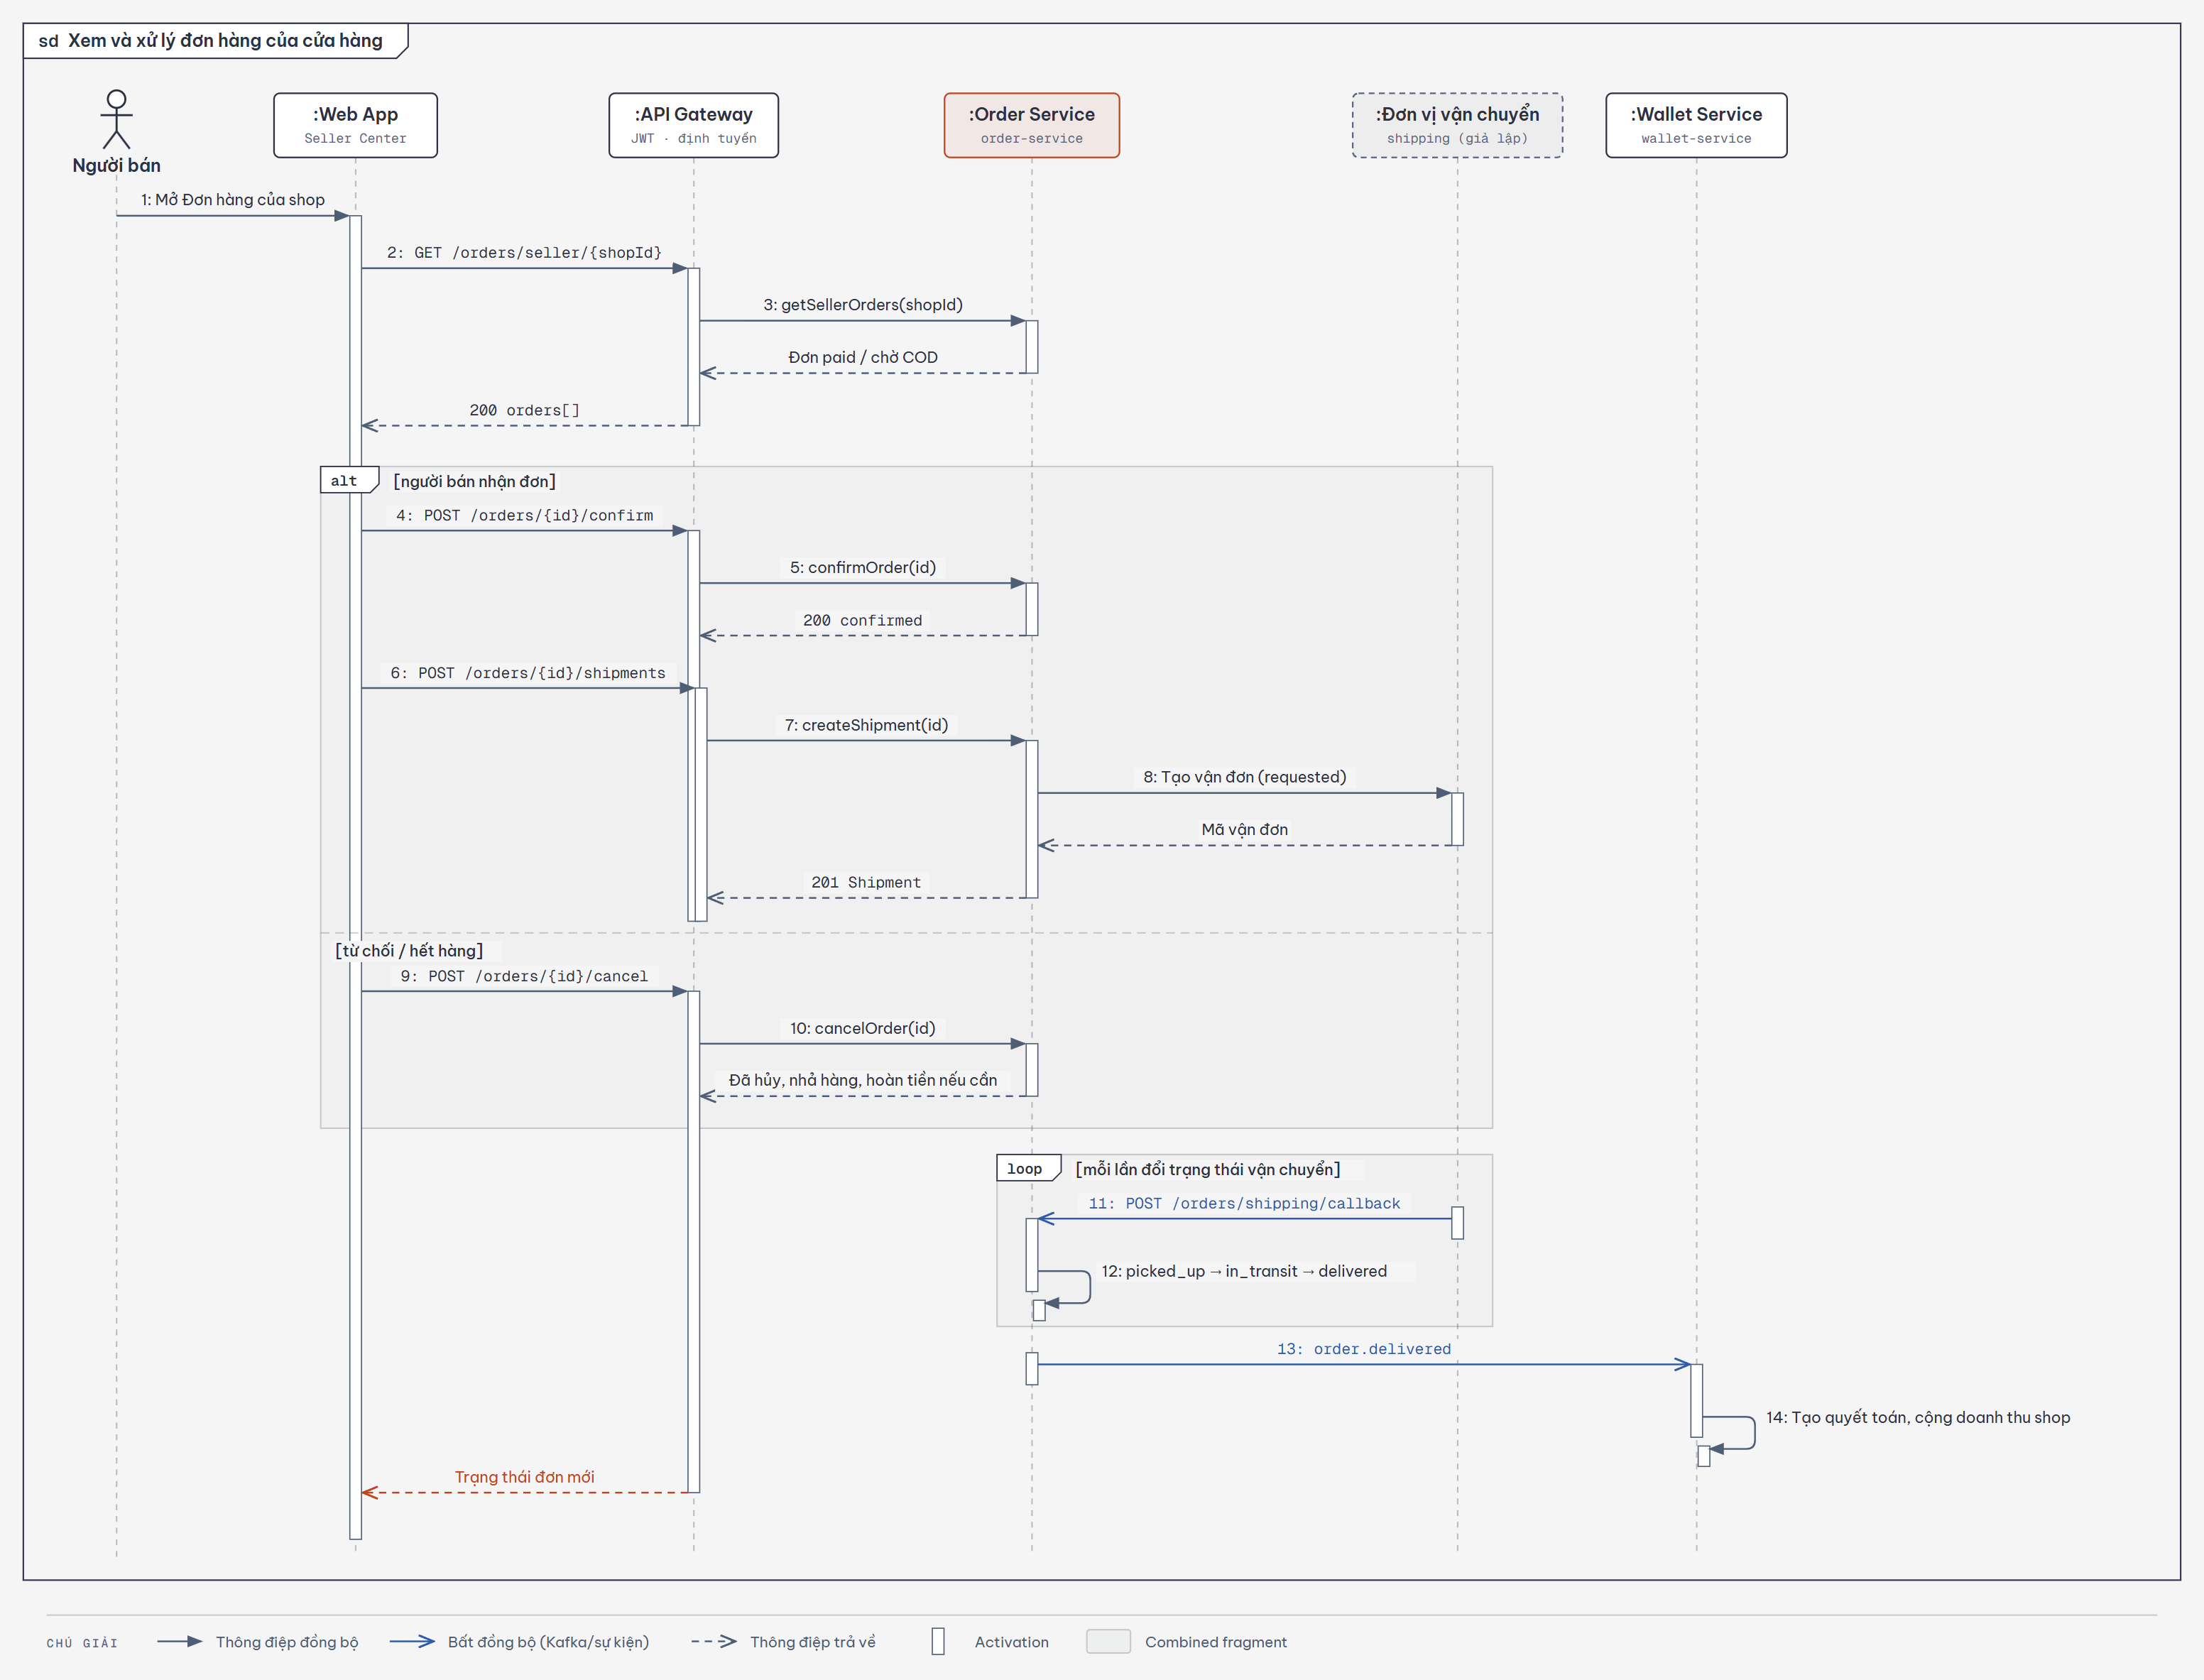 sd Xem và xử lý đơn hàng của cửa hàng
Người bán
:Web App
Seller Center
:API Gateway
JWT · định tuyến
:Order Service
order-service
:Đơn vị vận chuyển
shipping (giả lập)
:Wallet Service
wallet-service
1: Mở Đơn hàng của shop
2: GET /orders/seller/{shopId}
3: getSellerOrders(shopId)
Đơn paid / chờ COD
200 orders[]
alt [người bán nhận đơn]
4: POST /orders/{id}/confirm
5: confirmOrder(id)
200 confirmed
6: POST /orders/{id}/shipments
7: createShipment(id)
8: Tạo vận đơn (requested)
Mã vận đơn
201 Shipment
[từ chối / hết hàng]
9: POST /orders/{id}/cancel
10: cancelOrder(id)
Đã hủy, nhả hàng, hoàn tiền nếu cần
loop [mỗi lần đổi trạng thái vận chuyển]
11: POST /orders/shipping/callback
12: picked_up → in_transit → delivered
13: order.delivered
14: Tạo quyết toán, cộng doanh thu shop
Trạng thái đơn mới
CHÚ GIẢI
Thông điệp đồng bộ
Bất đồng bộ (Kafka/sự kiện)
Thông điệp trả về
Activation
Combined fragment